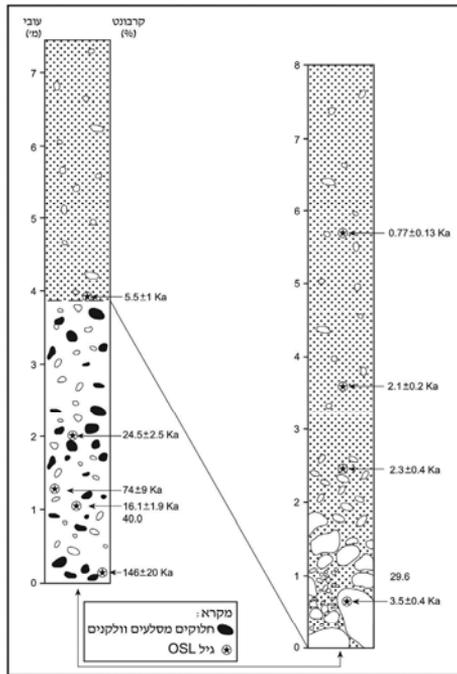 עובי
(מ')
קרבונט
(%)
7
6
5
4
3
2
1
0
5.5±1 Ka
24.5±2.5 Ka
74±9 Ka
16.1±1.9 Ka
40.0
146±20 Ka
8
7
6
5
4
3
2
1
0
0.77±0.13 Ka
2.1±0.2 Ka
2.3±0.4 Ka
29.6
3.5±0.4 Ka
מקרא:
חלוקים מסלעים וולקנים
גיל OSL